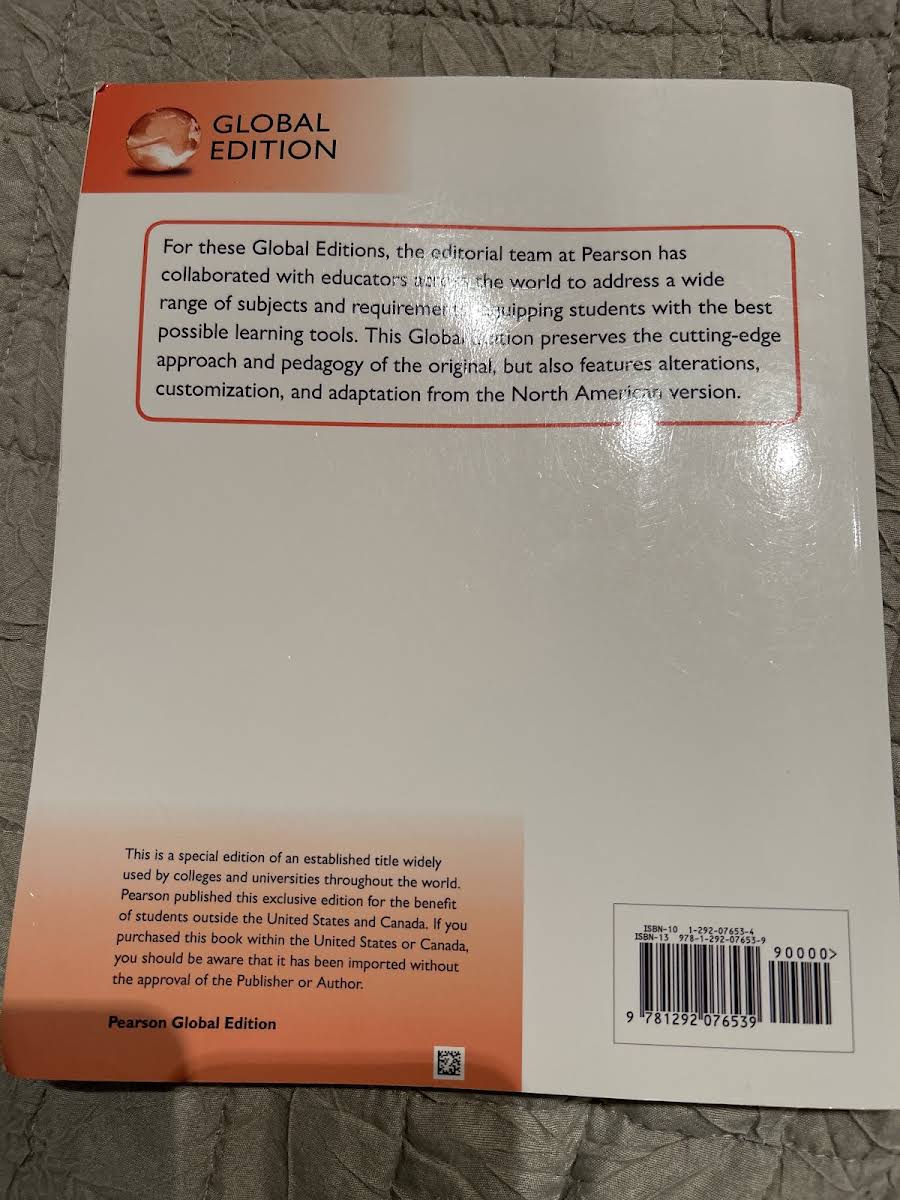 GLOBAL
EDITION
For these Global Editions, the editorial team at Pearson has
collaborated with educators across the world to address a wide
range of subjects and requirements, equipping students with the best
possible learning tools. This Global Edition preserves the cutting-edge
approach and pedagogy of the original, but also features alterations,
customization, and adaptation from the North American version.
This is a special edition of an established title widely
used by colleges and universities throughout the world.
Pearson published this exclusive edition for the benefit
of students outside the United States and Canada. If you
purchased this book within the United States or Canada,
you should be aware that it has been imported without
the approval of the Publisher or Author.
Pearson Global Edition
ISBN-10 1-292-07653-4
ISBN-13 978-1-292-07653-9
90000>
9 781292 076539